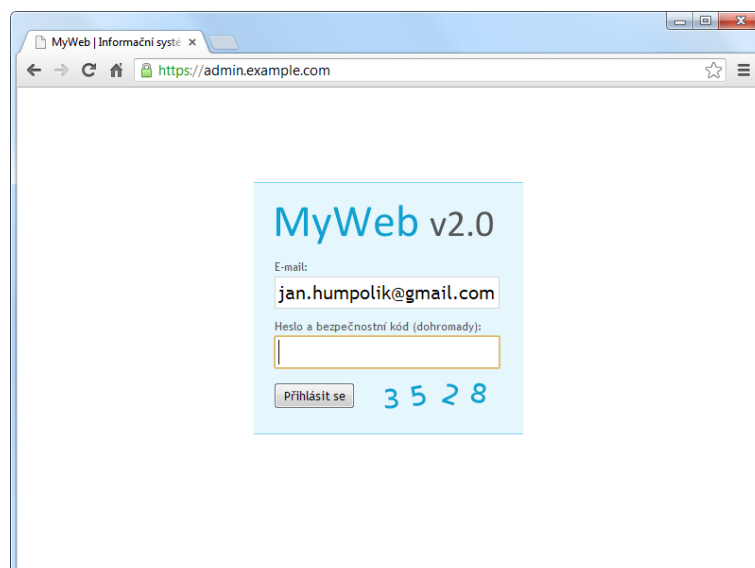 MyWeb | Informační systé
https://admin.example.com
MyWeb v2.0
E-mail:
jan.humpolik@gmail.com
Heslo a bezpečnostní kód (dohromady):
Přihlásit se 3 5 2 8